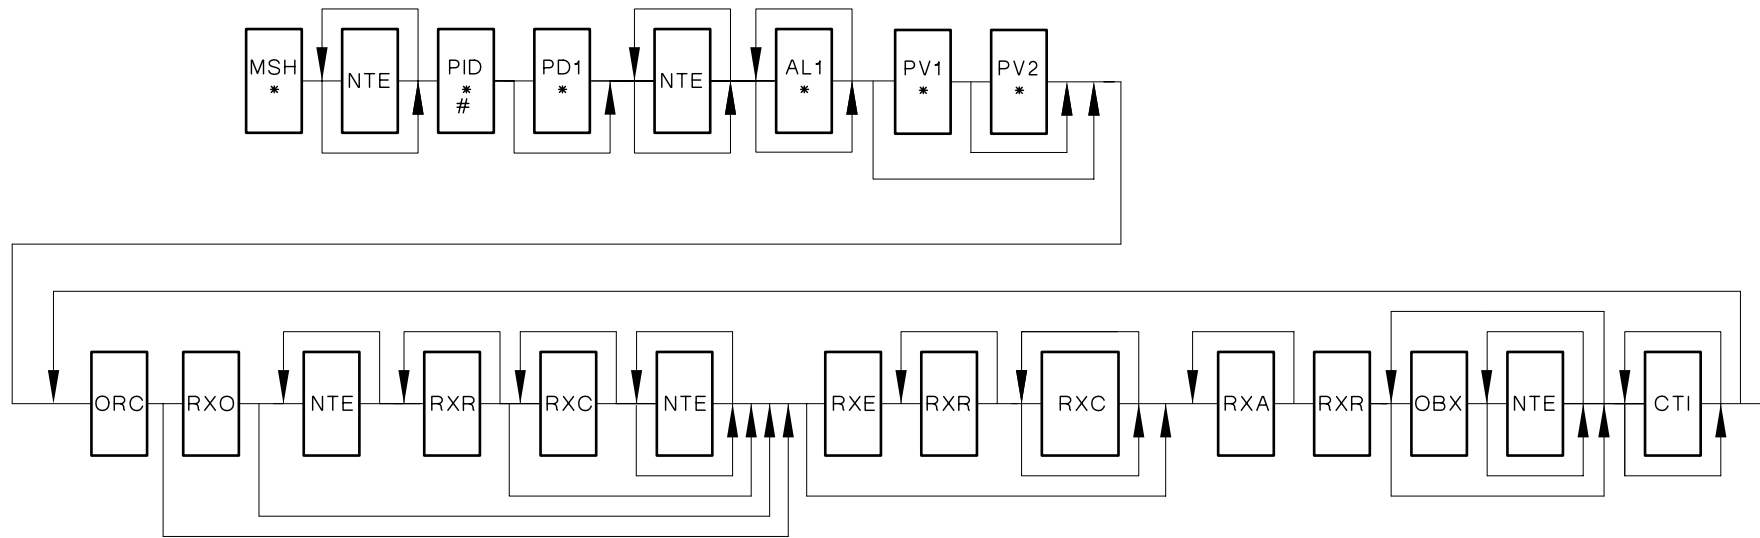 MSH
*
NTE
PID
*
#
PD1
*
NTE
AL1
*
PV1
*
PV2
*
ORC
RXO
NTE
RXR
RXC
NTE
RXE
RXR
RXC
RXA
RXR
OBX
NTE
CTI